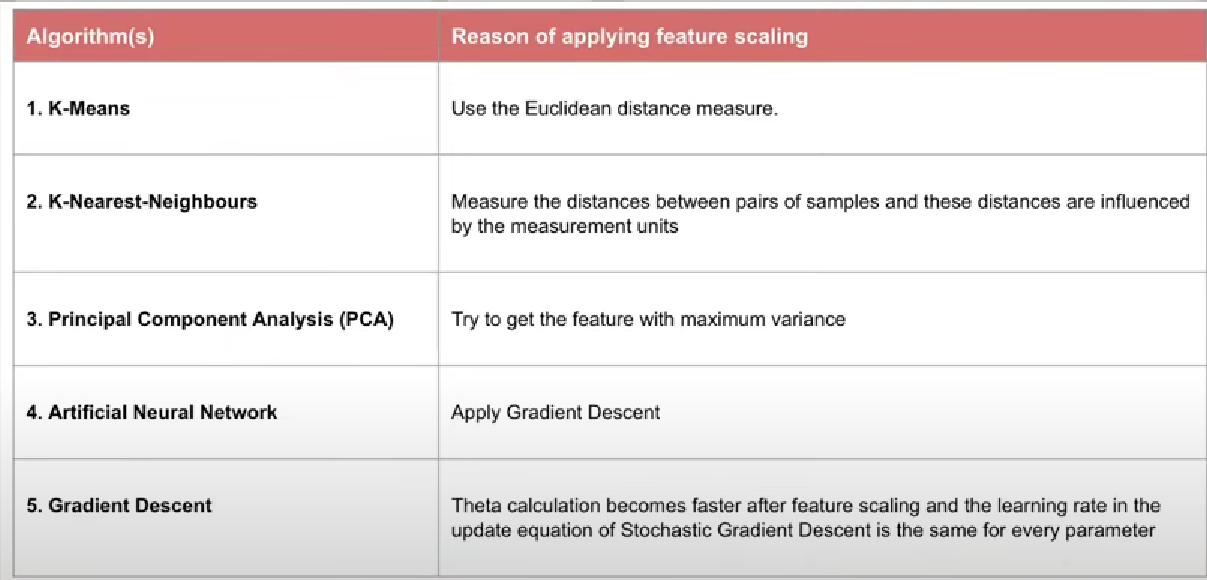 Algorithm(s)
Reason of applying feature scaling
1. K-Means
Use the Euclidean distance measure.
2. K-Nearest-Neighbours
Measure the distances between pairs of samples and these distances are influenced
by the measurement units
3. Principal Component Analysis (PCA)
Try to get the feature with maximum variance
4. Artificial Neural Network
Apply Gradient Descent
5. Gradient Descent
Theta calculation becomes faster after feature scaling and the learning rate in the
update equation of Stochastic Gradient Descent is the same for every parameter